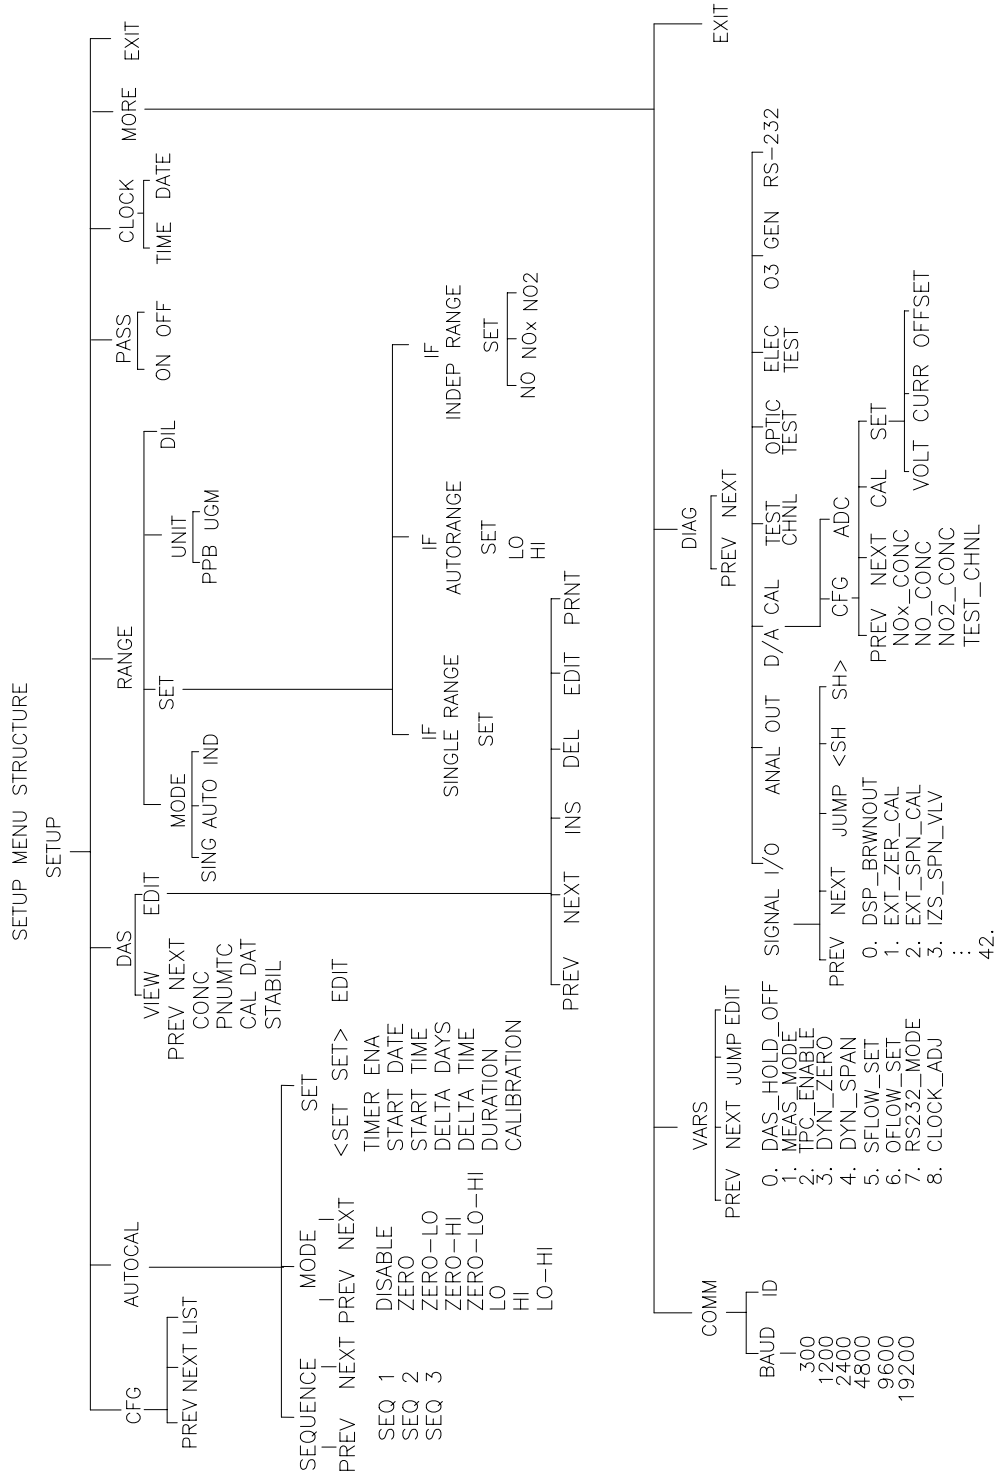 SETUP MENU STRUCTURE
SETUP
CFG
PREV NEXT LIST
AUTOCAL
SEQUENCE
PREV NEXT
SEQ 1
SEQ 2
SEQ 3
MODE
PREV NEXT
DISABLE
ZERO
ZERO-LO
ZERO-HI
ZERO-LO-HI
LO
HI
LO-HI
SET
<SET SET> EDIT
TIMER ENA
START DATE
START TIME
DELTA DAYS
DELTA TIME
DURATION
CALIBRATION
DAS
VIEW
PREV NEXT
CONC
PNUMTC
CAL DAT
STABIL
EDIT
PREV NEXT INS DEL EDIT PRNT
RANGE
MODE
SING AUTO IND
SET
IF
SINGLE RANGE
SET
IF
AUTORANGE
SET
LO
HI
IF
INDEP RANGE
SET
NO NOx NO2
UNIT
PPB UGM
DIL
PASS
ON OFF
CLOCK
TIME DATE
MORE
EXIT
COMM
BAUD ID
300
1200
2400
4800
9600
19200
VARS
PREV NEXT JUMP EDIT
0. DAS_HOLD_OFF
1. MEAS_MODE
2. TPC_ENABLE
3. DYN_ZERO
4. DYN_SPAN
5. SFLOW_SET
6. OFLOW_SET
7. RS232_MODE
8. CLOCK_ADJ
DIAG
PREV NEXT
SIGNAL I/O
PREV NEXT JUMP <SH SH>
0. DSP_BRWNOUT
1. EXT_ZER_CAL
2. EXT_SPN_CAL
3. IZS_SPN_VLV
:
42.
ANAL OUT
D/A CAL
CFG
PREV NEXT CAL SET
NOx_CONC
NO_CONC
NO2_CONC
TEST_CHNL
VOLT CURR OFFSET
ADC
TEST
CHNL
OPTIC
TEST
ELEC
TEST
O3 GEN
RS-232
EXIT